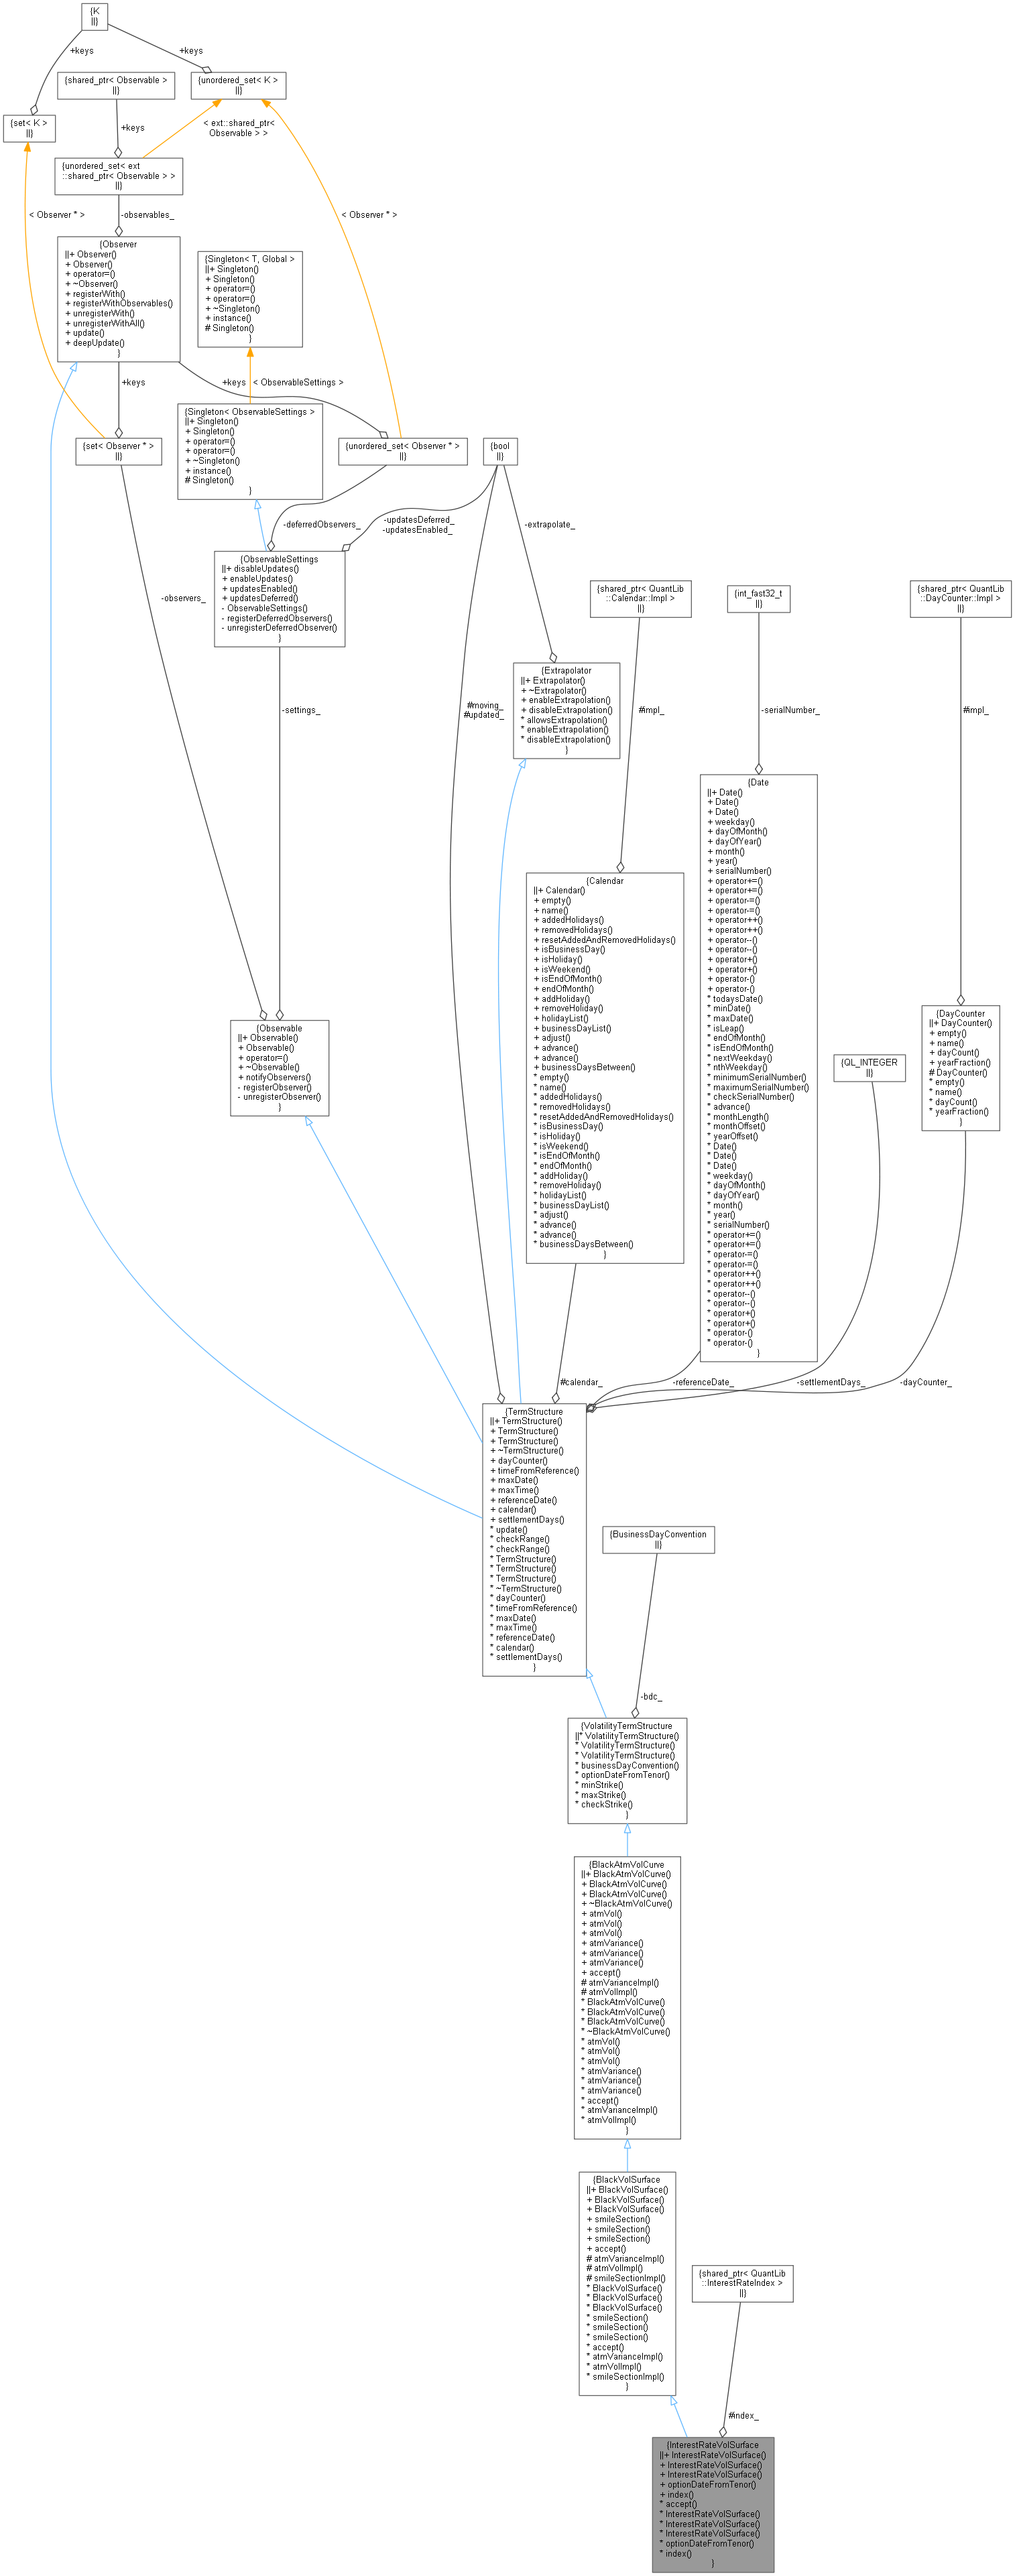 {K
||}
+keys
+keys
{shared_ptr< Observable >
||}
{unordered_set< K >
||}
{set< K >
||}
+keys
< ext::shared_ptr<
Observable > >
{unordered_set< ext
::shared_ptr< Observable > >
||}
< Observer * >
-observables_
< Observer * >
{Observer
||+ Observer()
+ Observer()
+ operator=()
+ ~Observer()
+ registerWith()
+ registerWithObservables()
+ unregisterWith()
+ unregisterWithAll()
+ update()
+ deepUpdate()
}
{Singleton< T, Global >
||+ Singleton()
+ Singleton()
+ operator=()
+ operator=()
+ ~Singleton()
+ instance()
# Singleton()
}
+keys
+keys
< ObservableSettings >
{set< Observer * >
||}
{Singleton< ObservableSettings >
||+ Singleton()
+ Singleton()
+ operator=()
+ operator=()
+ ~Singleton()
+ instance()
# Singleton()
}
{unordered_set< Observer * >
||}
{bool
||}
-deferredObservers_
-updatesDeferred_
-updatesEnabled_
-extrapolate_
{ObservableSettings
||+ disableUpdates()
+ enableUpdates()
+ updatesEnabled()
+ updatesDeferred()
- ObservableSettings()
- registerDeferredObservers()
- unregisterDeferredObserver()
}
-observers_
{shared_ptr< QuantLib
::Calendar::Impl >
||}
{int_fast32_t
||}
{shared_ptr< QuantLib
::DayCounter::Impl >
||}
{Extrapolator
||+ Extrapolator()
+ ~Extrapolator()
+ enableExtrapolation()
+ disableExtrapolation()
* allowsExtrapolation()
* enableExtrapolation()
* disableExtrapolation()
}
-settings_
#moving_
#updated_
#impl_
-serialNumber_
#impl_
{Date
||+ Date()
+ Date()
+ Date()
+ weekday()
+ dayOfMonth()
+ dayOfYear()
+ month()
+ year()
+ serialNumber()
+ operator+=()
+ operator+=()
+ operator-=()
+ operator-=()
+ operator++()
+ operator++()
+ operator--()
+ operator--()
+ operator+()
+ operator+()
+ operator-()
+ operator-()
* todaysDate()
* minDate()
* maxDate()
* isLeap()
* endOfMonth()
* isEndOfMonth()
* nextWeekday()
* nthWeekday()
* minimumSerialNumber()
* maximumSerialNumber()
* checkSerialNumber()
* advance()
* monthLength()
* monthOffset()
* yearOffset()
* Date()
* Date()
* Date()
* weekday()
* dayOfMonth()
* dayOfYear()
* month()
* year()
* serialNumber()
* operator+=()
* operator+=()
* operator-=()
* operator-=()
* operator++()
* operator++()
* operator--()
* operator--()
* operator+()
* operator+()
* operator-()
* operator-()
}
{Calendar
||+ Calendar()
+ empty()
+ name()
+ addedHolidays()
+ removedHolidays()
+ resetAddedAndRemovedHolidays()
+ isBusinessDay()
+ isHoliday()
+ isWeekend()
+ isEndOfMonth()
+ endOfMonth()
+ addHoliday()
+ removeHoliday()
+ holidayList()
+ businessDayList()
+ adjust()
+ advance()
+ advance()
+ businessDaysBetween()
* empty()
* name()
* addedHolidays()
* removedHolidays()
* resetAddedAndRemovedHolidays()
* isBusinessDay()
* isHoliday()
* isWeekend()
* isEndOfMonth()
* endOfMonth()
* addHoliday()
* removeHoliday()
* holidayList()
* businessDayList()
* adjust()
* advance()
* advance()
* businessDaysBetween()
}
{DayCounter
||+ DayCounter()
+ empty()
+ name()
+ dayCount()
+ yearFraction()
# DayCounter()
* empty()
* name()
* dayCount()
* yearFraction()
}
{Observable
||+ Observable()
+ Observable()
+ operator=()
+ ~Observable()
+ notifyObservers()
- registerObserver()
- unregisterObserver()
}
{QL_INTEGER
||}
#calendar_
-referenceDate_
-settlementDays_
-dayCounter_
{TermStructure
||+ TermStructure()
+ TermStructure()
+ TermStructure()
+ ~TermStructure()
+ dayCounter()
+ timeFromReference()
+ maxDate()
+ maxTime()
+ referenceDate()
+ calendar()
+ settlementDays()
* update()
* checkRange()
* checkRange()
* TermStructure()
* TermStructure()
* TermStructure()
* ~TermStructure()
* dayCounter()
* timeFromReference()
* maxDate()
* maxTime()
* referenceDate()
* calendar()
* settlementDays()
}
{BusinessDayConvention
||}
-bdc_
{VolatilityTermStructure
||* VolatilityTermStructure()
* VolatilityTermStructure()
* VolatilityTermStructure()
* businessDayConvention()
* optionDateFromTenor()
* minStrike()
* maxStrike()
* checkStrike()
}
{BlackAtmVolCurve
||+ BlackAtmVolCurve()
+ BlackAtmVolCurve()
+ BlackAtmVolCurve()
+ ~BlackAtmVolCurve()
+ atmVol()
+ atmVol()
+ atmVol()
+ atmVariance()
+ atmVariance()
+ atmVariance()
+ accept()
# atmVarianceImpl()
# atmVolImpl()
* BlackAtmVolCurve()
* BlackAtmVolCurve()
* BlackAtmVolCurve()
* ~BlackAtmVolCurve()
* atmVol()
* atmVol()
* atmVol()
* atmVariance()
* atmVariance()
* atmVariance()
* accept()
* atmVarianceImpl()
* atmVolImpl()
}
{BlackVolSurface
||+ BlackVolSurface()
+ BlackVolSurface()
+ BlackVolSurface()
+ smileSection()
+ smileSection()
+ smileSection()
+ accept()
# atmVarianceImpl()
# atmVolImpl()
# smileSectionImpl()
* BlackVolSurface()
* BlackVolSurface()
* BlackVolSurface()
* smileSection()
* smileSection()
* smileSection()
* accept()
* atmVarianceImpl()
* atmVolImpl()
* smileSectionImpl()
}
{shared_ptr< QuantLib
::InterestRateIndex >
||}
#index_
{InterestRateVolSurface
||+ InterestRateVolSurface()
+ InterestRateVolSurface()
+ InterestRateVolSurface()
+ optionDateFromTenor()
+ index()
* accept()
* InterestRateVolSurface()
* InterestRateVolSurface()
* InterestRateVolSurface()
* optionDateFromTenor()
* index()
}